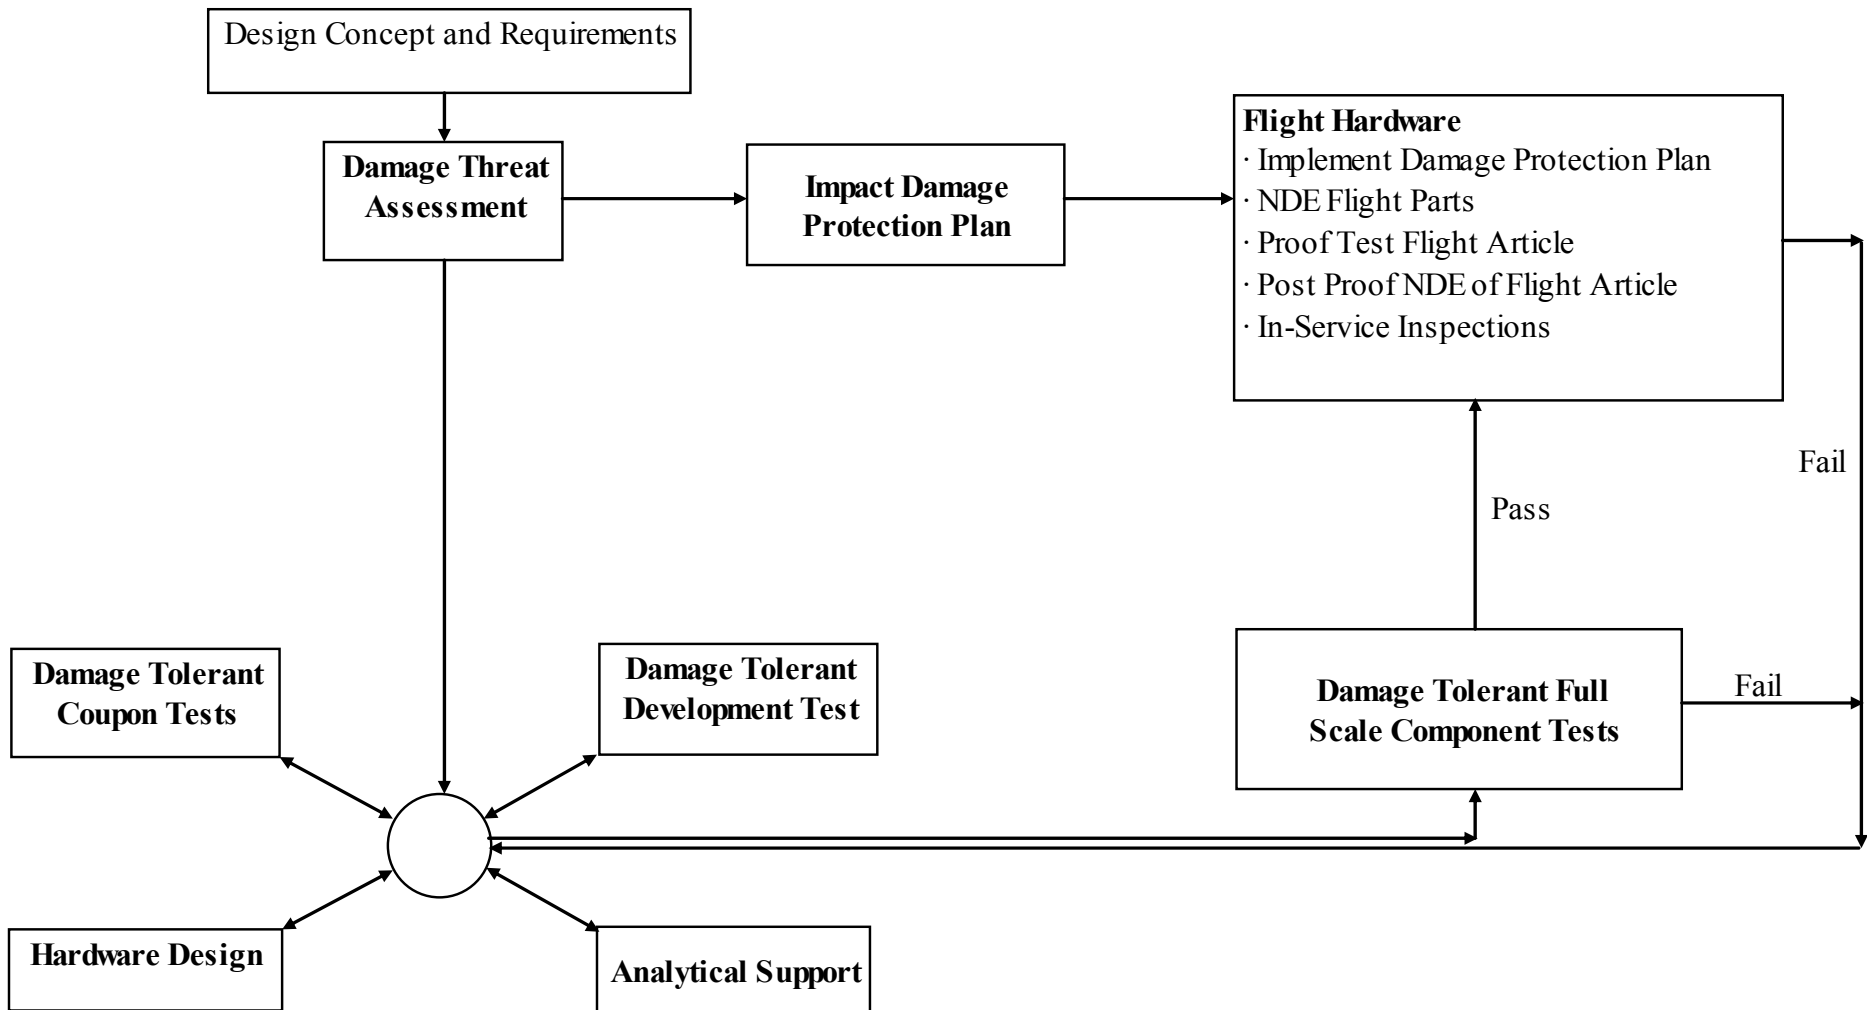 Design Concept and Requirements
Damage Threat
Assessment
Impact Damage
Protection Plan
Flight Hardware
· Implement Damage Protection Plan
· NDE Flight Parts
· Proof Test Flight Article
· Post Proof NDE of Flight Article
· In-Service Inspections
Fail
Pass
Damage Tolerant
Coupon Tests
Damage Tolerant
Development Test
Damage Tolerant Full
Scale Component Tests
Fail
Hardware Design
Analytical Support